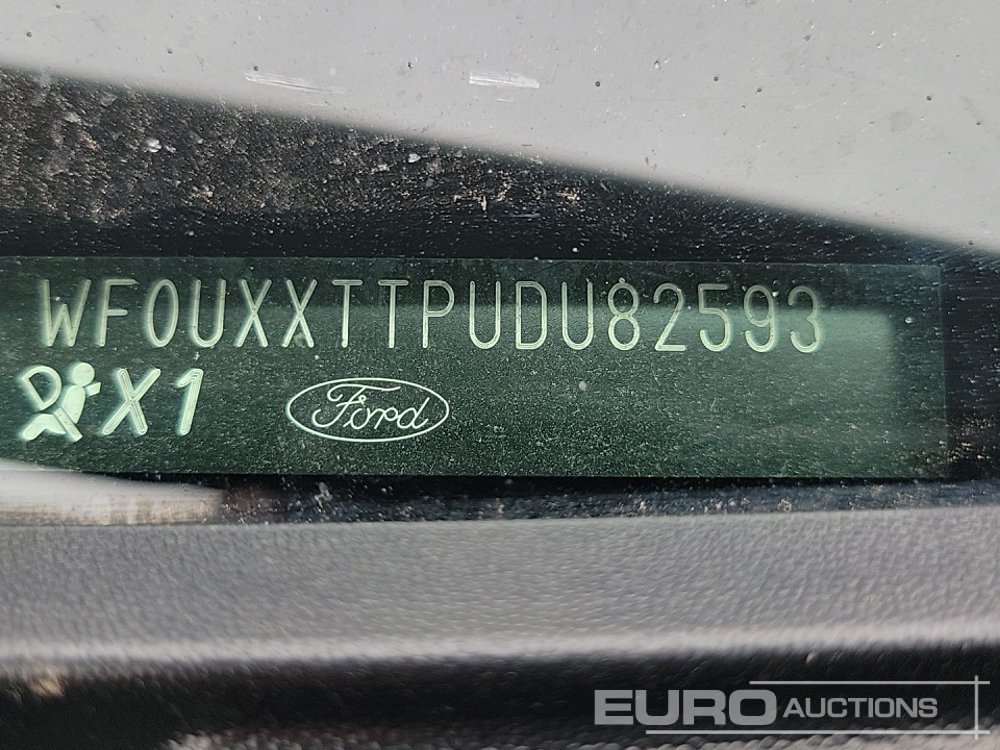 WF0UXXTTPUDU82593
X1
Ford
EURO AUCTIONS